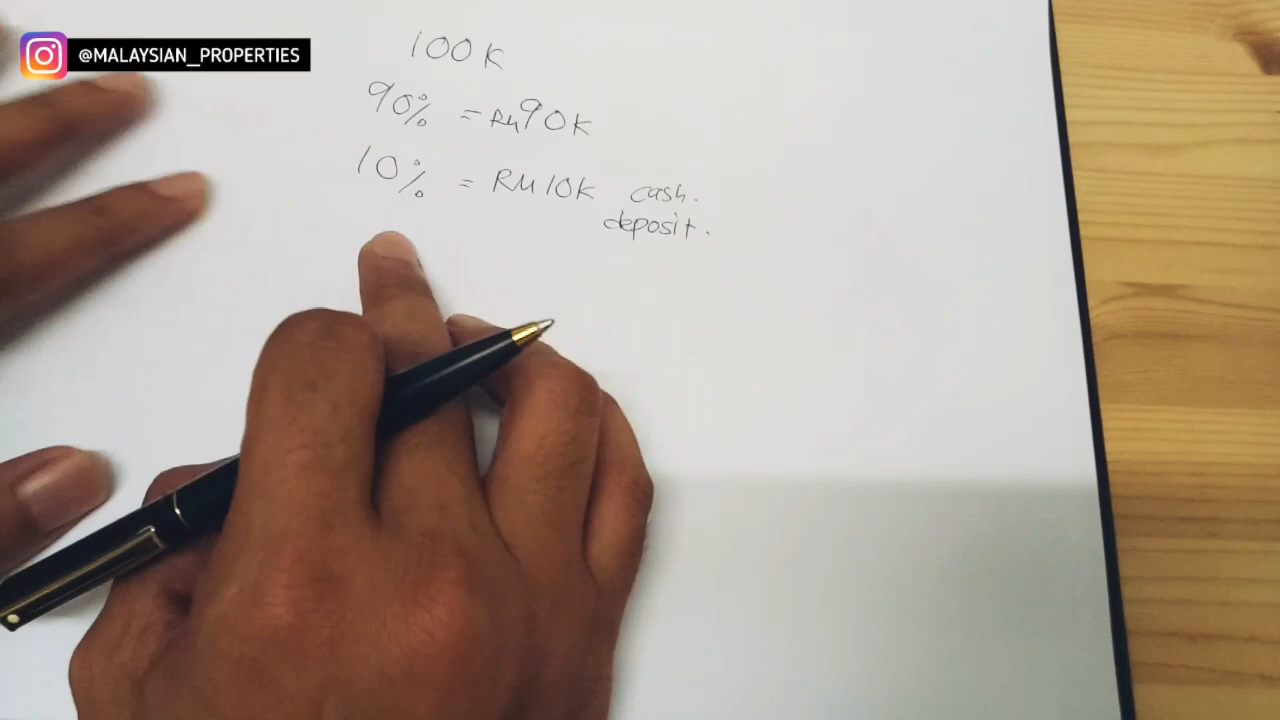 @MALAYSIAN_PROPERTIES
100K
90% = RM90K
10% = RM10K cash.
deposit.